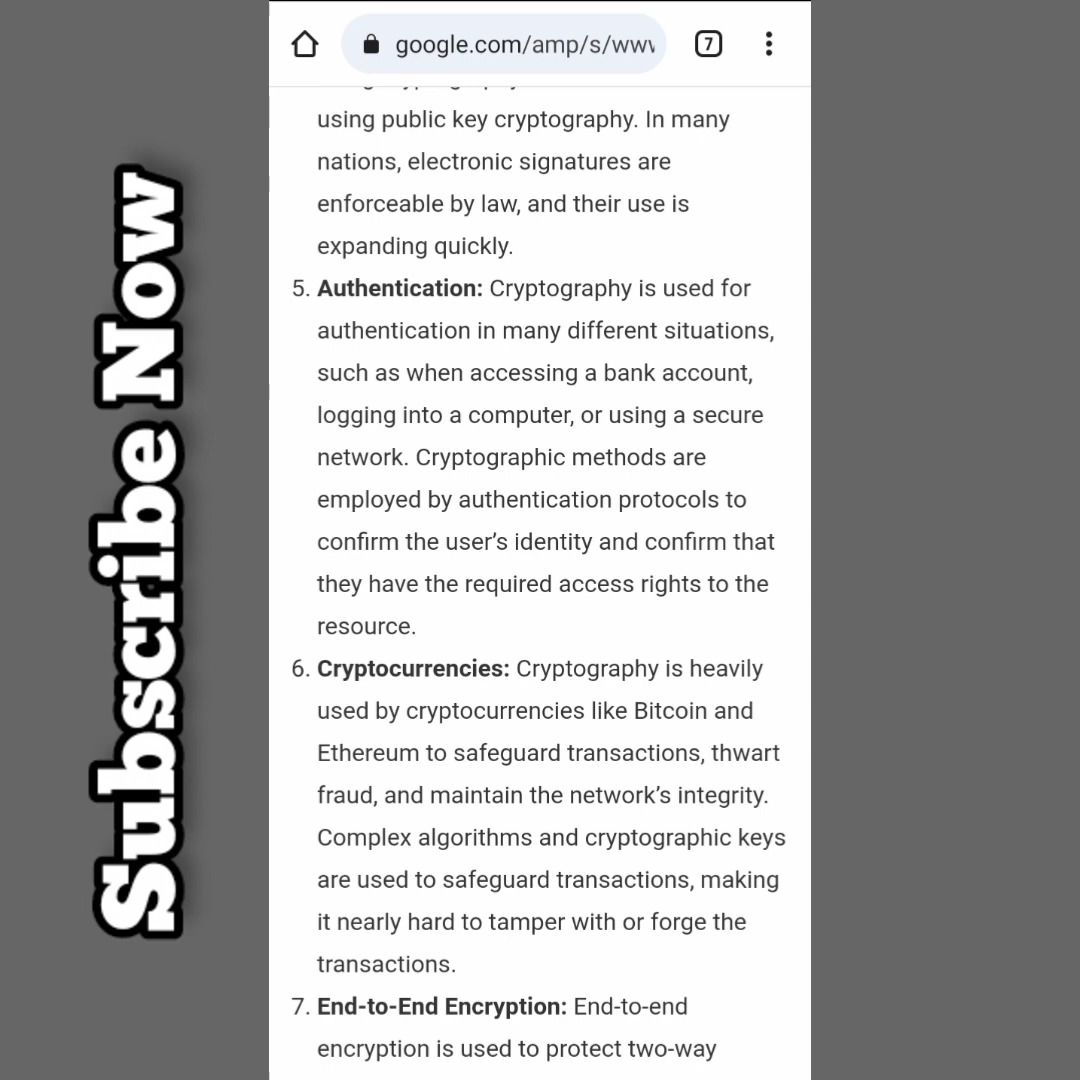 google.com/amp/s/www
7
using public key cryptography. In many
nations, electronic signatures are
enforceable by law, and their use is
expanding quickly.
5. Authentication: Cryptography is used for
authentication in many different situations,
such as when accessing a bank account,
logging into a computer, or using a secure
network. Cryptographic methods are
employed by authentication protocols to
confirm the user’s identity and confirm that
they have the required access rights to the
resource.
6. Cryptocurrencies: Cryptography is heavily
used by cryptocurrencies like Bitcoin and
Ethereum to safeguard transactions, thwart
fraud, and maintain the network’s integrity.
Complex algorithms and cryptographic keys
are used to safeguard transactions, making
it nearly hard to tamper with or forge the
transactions.
7. End-to-End Encryption: End-to-end
encryption is used to protect two-way
Subscribe Now